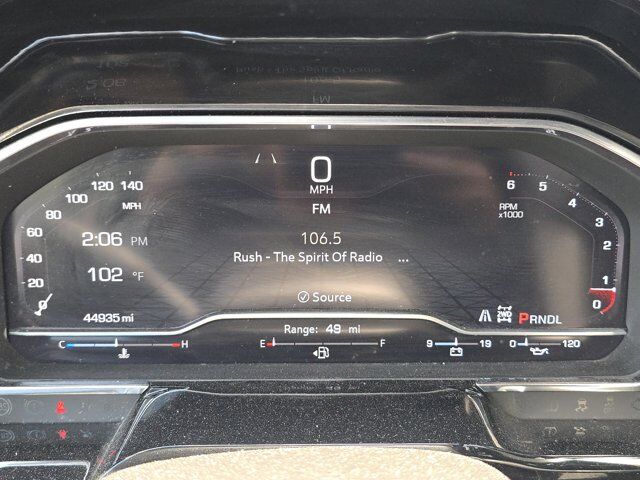 0
MPH
FM
106.5
Rush - The Spirit Of Radio ...
Source
0 20 40 60 80 100 120 140
MPH
2:06 PM
102 °F
44935 mi
6 5 4 3 2 1 0
RPM
x1000
2WD
PRNDL
Range: 49 mi
C H
E F
9 19
0 120